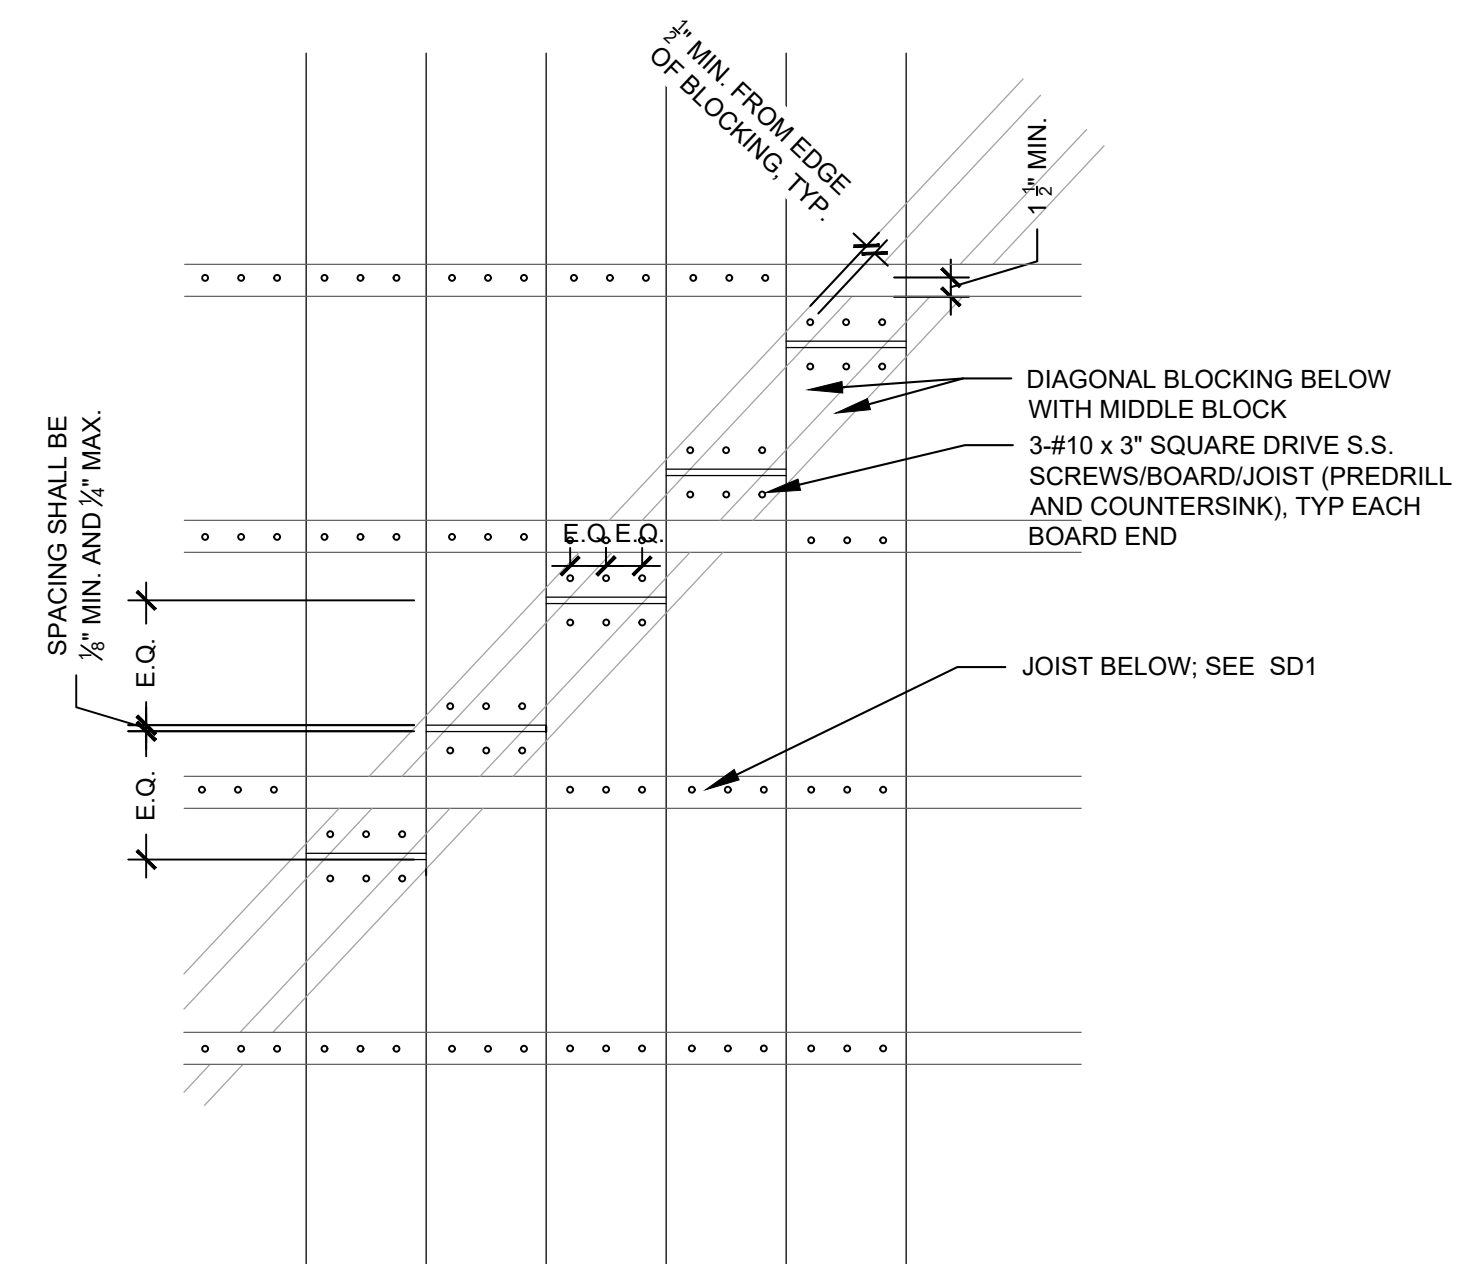 ½" MIN. FROM EDGE
OF BLOCKING, TYP.
1 ½" MIN.
DIAGONAL BLOCKING BELOW
WITH MIDDLE BLOCK
3-#10 x 3" SQUARE DRIVE S.S.
SCREWS/BOARD/JOIST (PREDRILL
AND COUNTERSINK), TYP EACH
BOARD END
SPACING SHALL BE
⅛" MIN. AND ¼" MAX.
E.Q. E.Q.
E.Q.
E.Q.
JOIST BELOW; SEE SD1